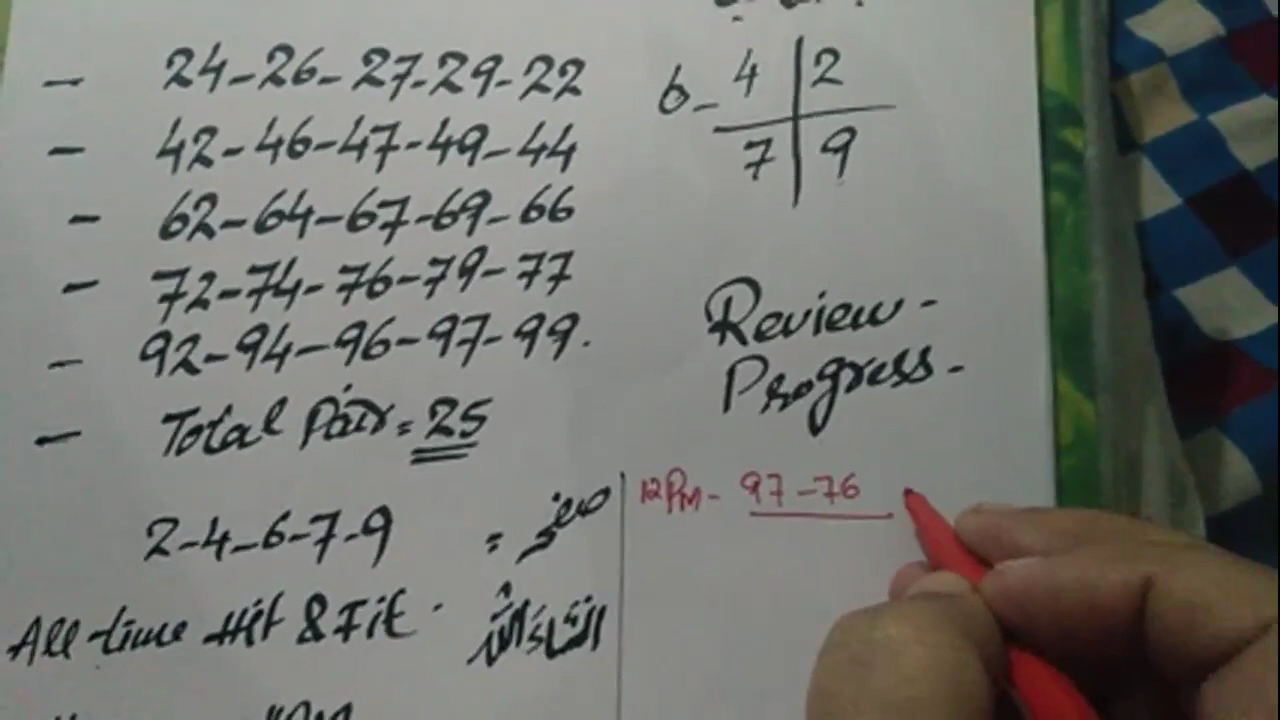 - 24-26-27-29-22
- 42-46-47-49-44
- 62-64-67-69-66
- 72-74-76-79-77
- 92-94-96-97-99.
- Total Pair = 25
2-4-6-7-9 =
All-time Hit & Fit.
انشاءاللہ
6- 4 2
7 9
Review-
Progress-
12PM- 97-76